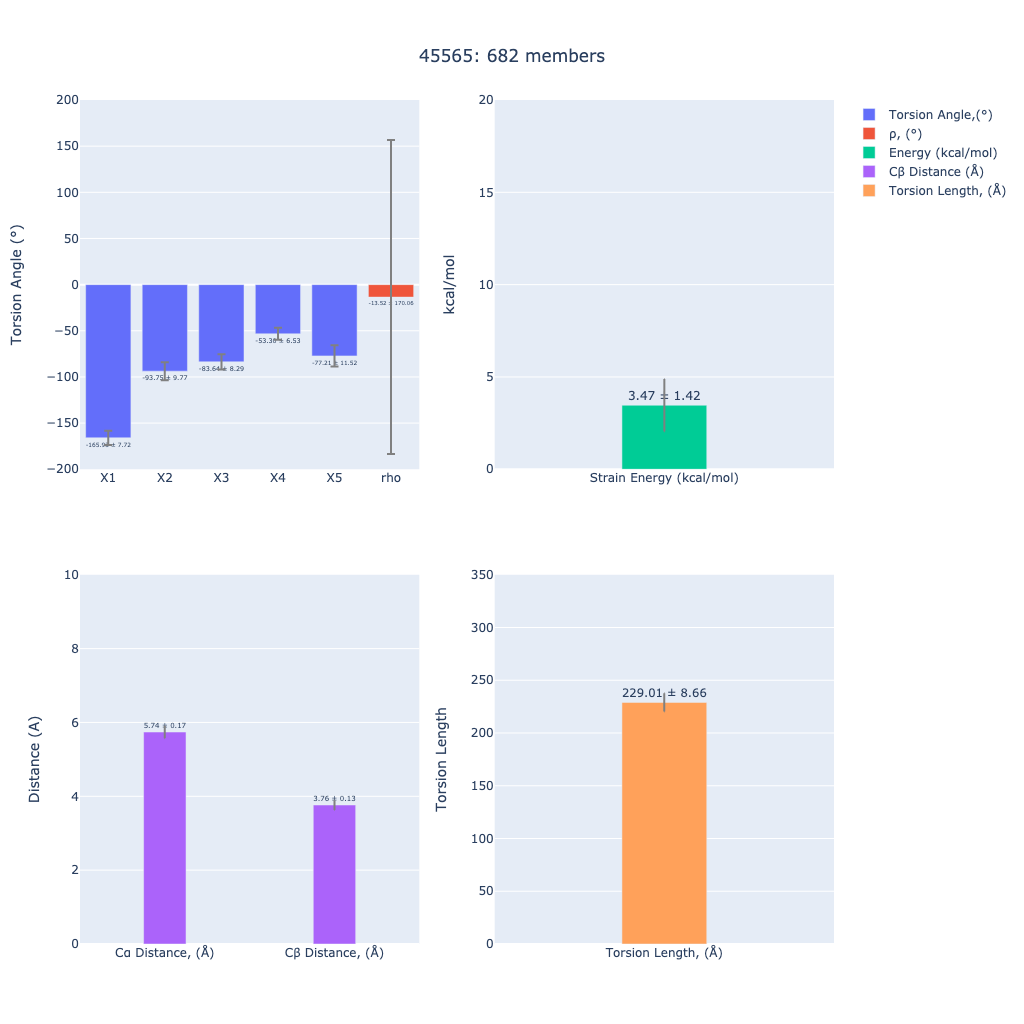 45565: 682 members
Torsion Angle (°)
200
150
100
50
0
−50
−100
−150
−200
-93.75 ± 9.77
-83.64 ± 8.29
-77.21 ± 11.52
-13.52 ± 170.06
± 7.72
± 6.53
X1 X2 X3 X4 X5 rho
kcal/mol
20
15
10
5
0
3.47 ± 1.42
Strain Energy (kcal/mol)
Torsion Angle,(°)
ρ, (°)
Energy (kcal/mol)
Cβ Distance (Å)
Torsion Length, (Å)
Distance (A)
10
8
6
4
2
0
5.74 ± 0.17
3.76 ± 0.13
Cα Distance, (Å) Cβ Distance, (Å)
Torsion Length
350
300
250
200
150
100
50
0
229.01 ± 8.66
Torsion Length, (Å)